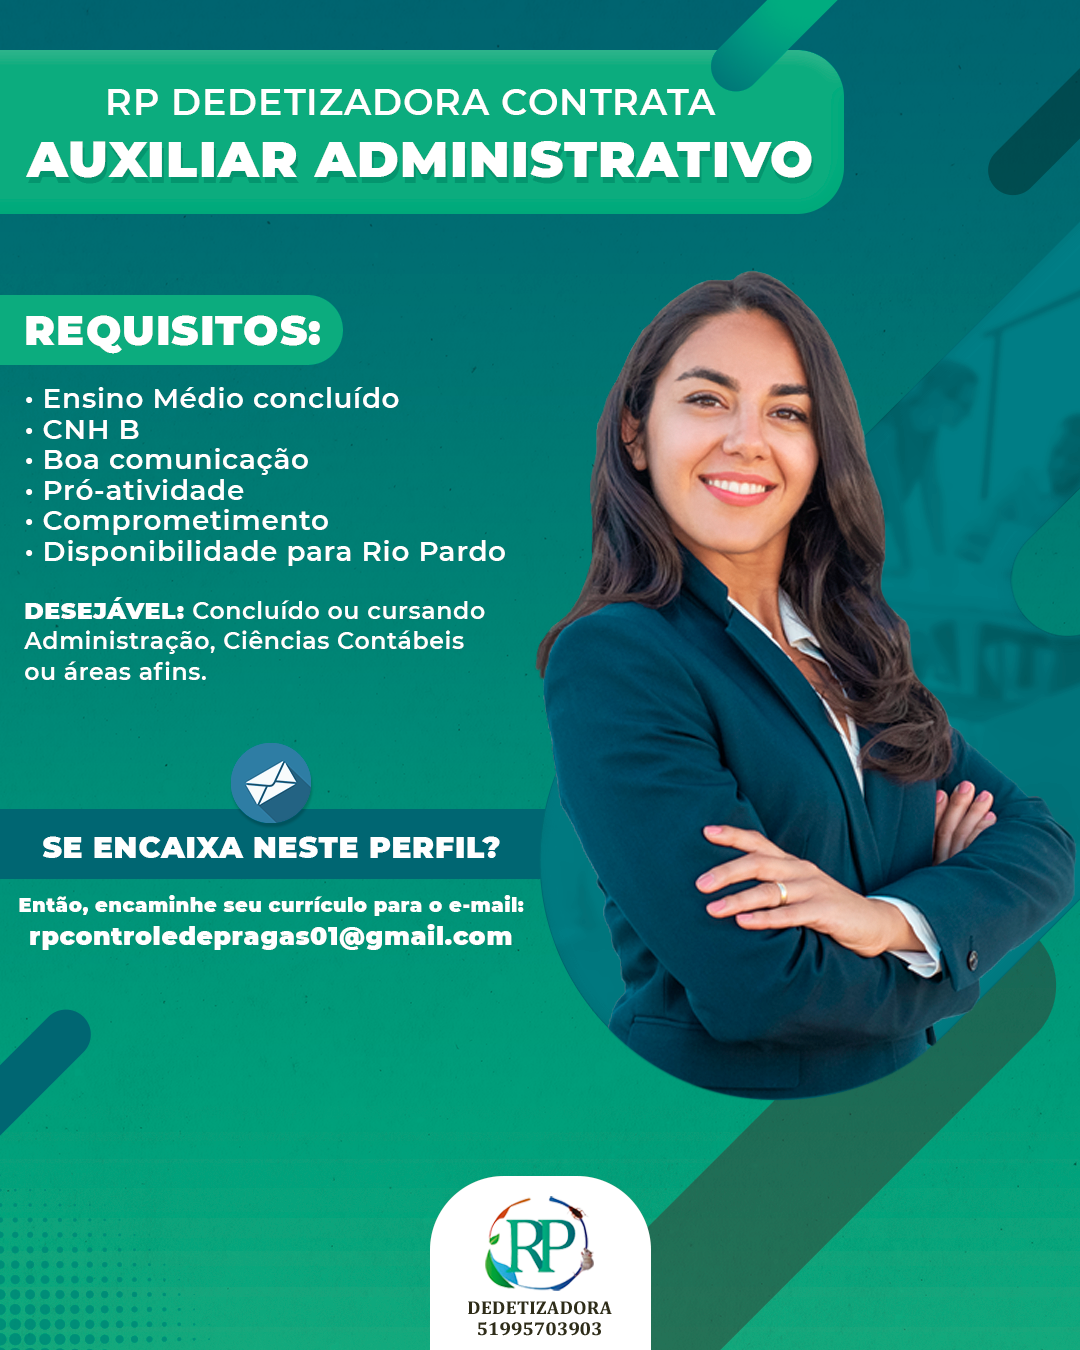 RP DEDETIZADORA CONTRATA
AUXILIAR ADMINISTRATIVO
REQUISITOS:
• Ensino Médio concluído
• CNH B
• Boa comunicação
• Pró-atividade
• Comprometimento
• Disponibilidade para Rio Pardo
DESEJÁVEL: Concluído ou cursando
Administração, Ciências Contábeis
ou áreas afins.
SE ENCAIXA NESTE PERFIL?
Então, encaminhe seu currículo para o e-mail:
rpcontroledepragas01@gmail.com
RP
DEDETIZADORA
51995703903